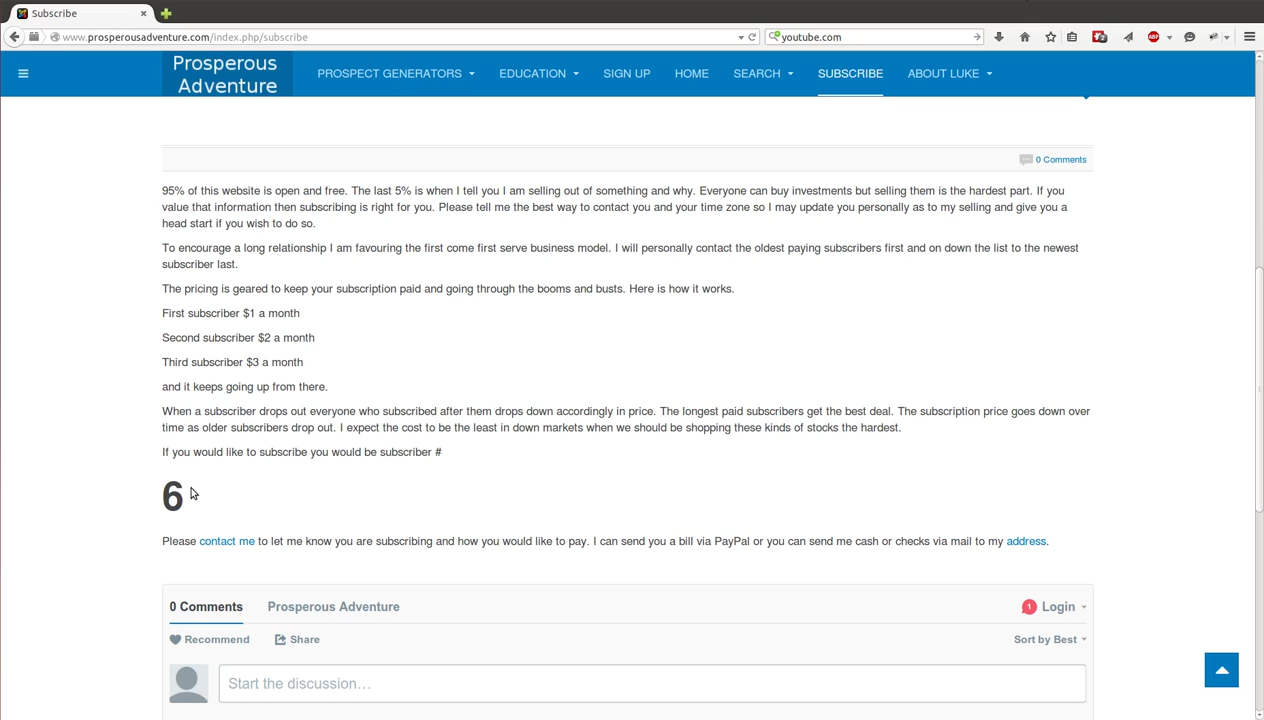 Subscribe
www.prosperousadventure.com/index.php/subscribe
youtube.com
Prosperous
Adventure
PROSPECT GENERATORS
EDUCATION
SIGN UP
HOME
SEARCH
SUBSCRIBE
ABOUT LUKE
0 Comments
95% of this website is open and free. The last 5% is when I tell you I am selling out of something and why. Everyone can buy investments but selling them is the hardest part. If you
value that information then subscribing is right for you. Please tell me the best way to contact you and your time zone so I may update you personally as to my selling and give you a
head start if you wish to do so.
To encourage a long relationship I am favouring the first come first serve business model. I will personally contact the oldest paying subscribers first and on down the list to the newest
subscriber last.
The pricing is geared to keep your subscription paid and going through the booms and busts. Here is how it works.
First subscriber $1 a month
Second subscriber $2 a month
Third subscriber $3 a month
and it keeps going up from there.
When a subscriber drops out everyone who subscribed after them drops down accordingly in price. The longest paid subscribers get the best deal. The subscription price goes down over
time as older subscribers drop out. I expect the cost to be the least in down markets when we should be shopping these kinds of stocks the hardest.
If you would like to subscribe you would be subscriber #
6
Please contact me to let me know you are subscribing and how you would like to pay. I can send you a bill via PayPal or you can send me cash or checks via mail to my address.
0 Comments
Prosperous Adventure
1 Login
Recommend
Share
Sort by Best
Start the discussion…